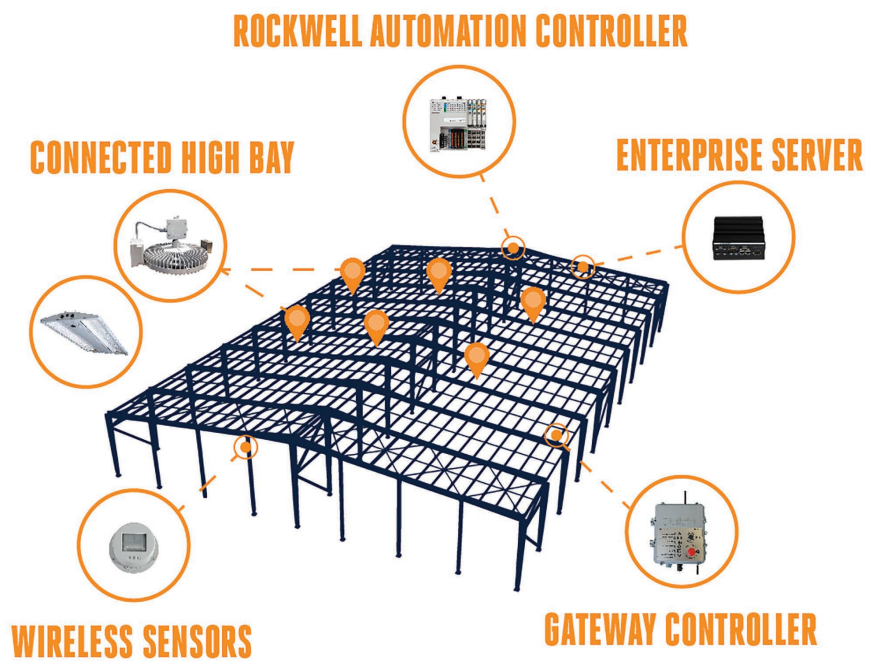 ROCKWELL AUTOMATION CONTROLLER
CONNECTED HIGH BAY
ENTERPRISE SERVER
WIRELESS SENSORS
GATEWAY CONTROLLER